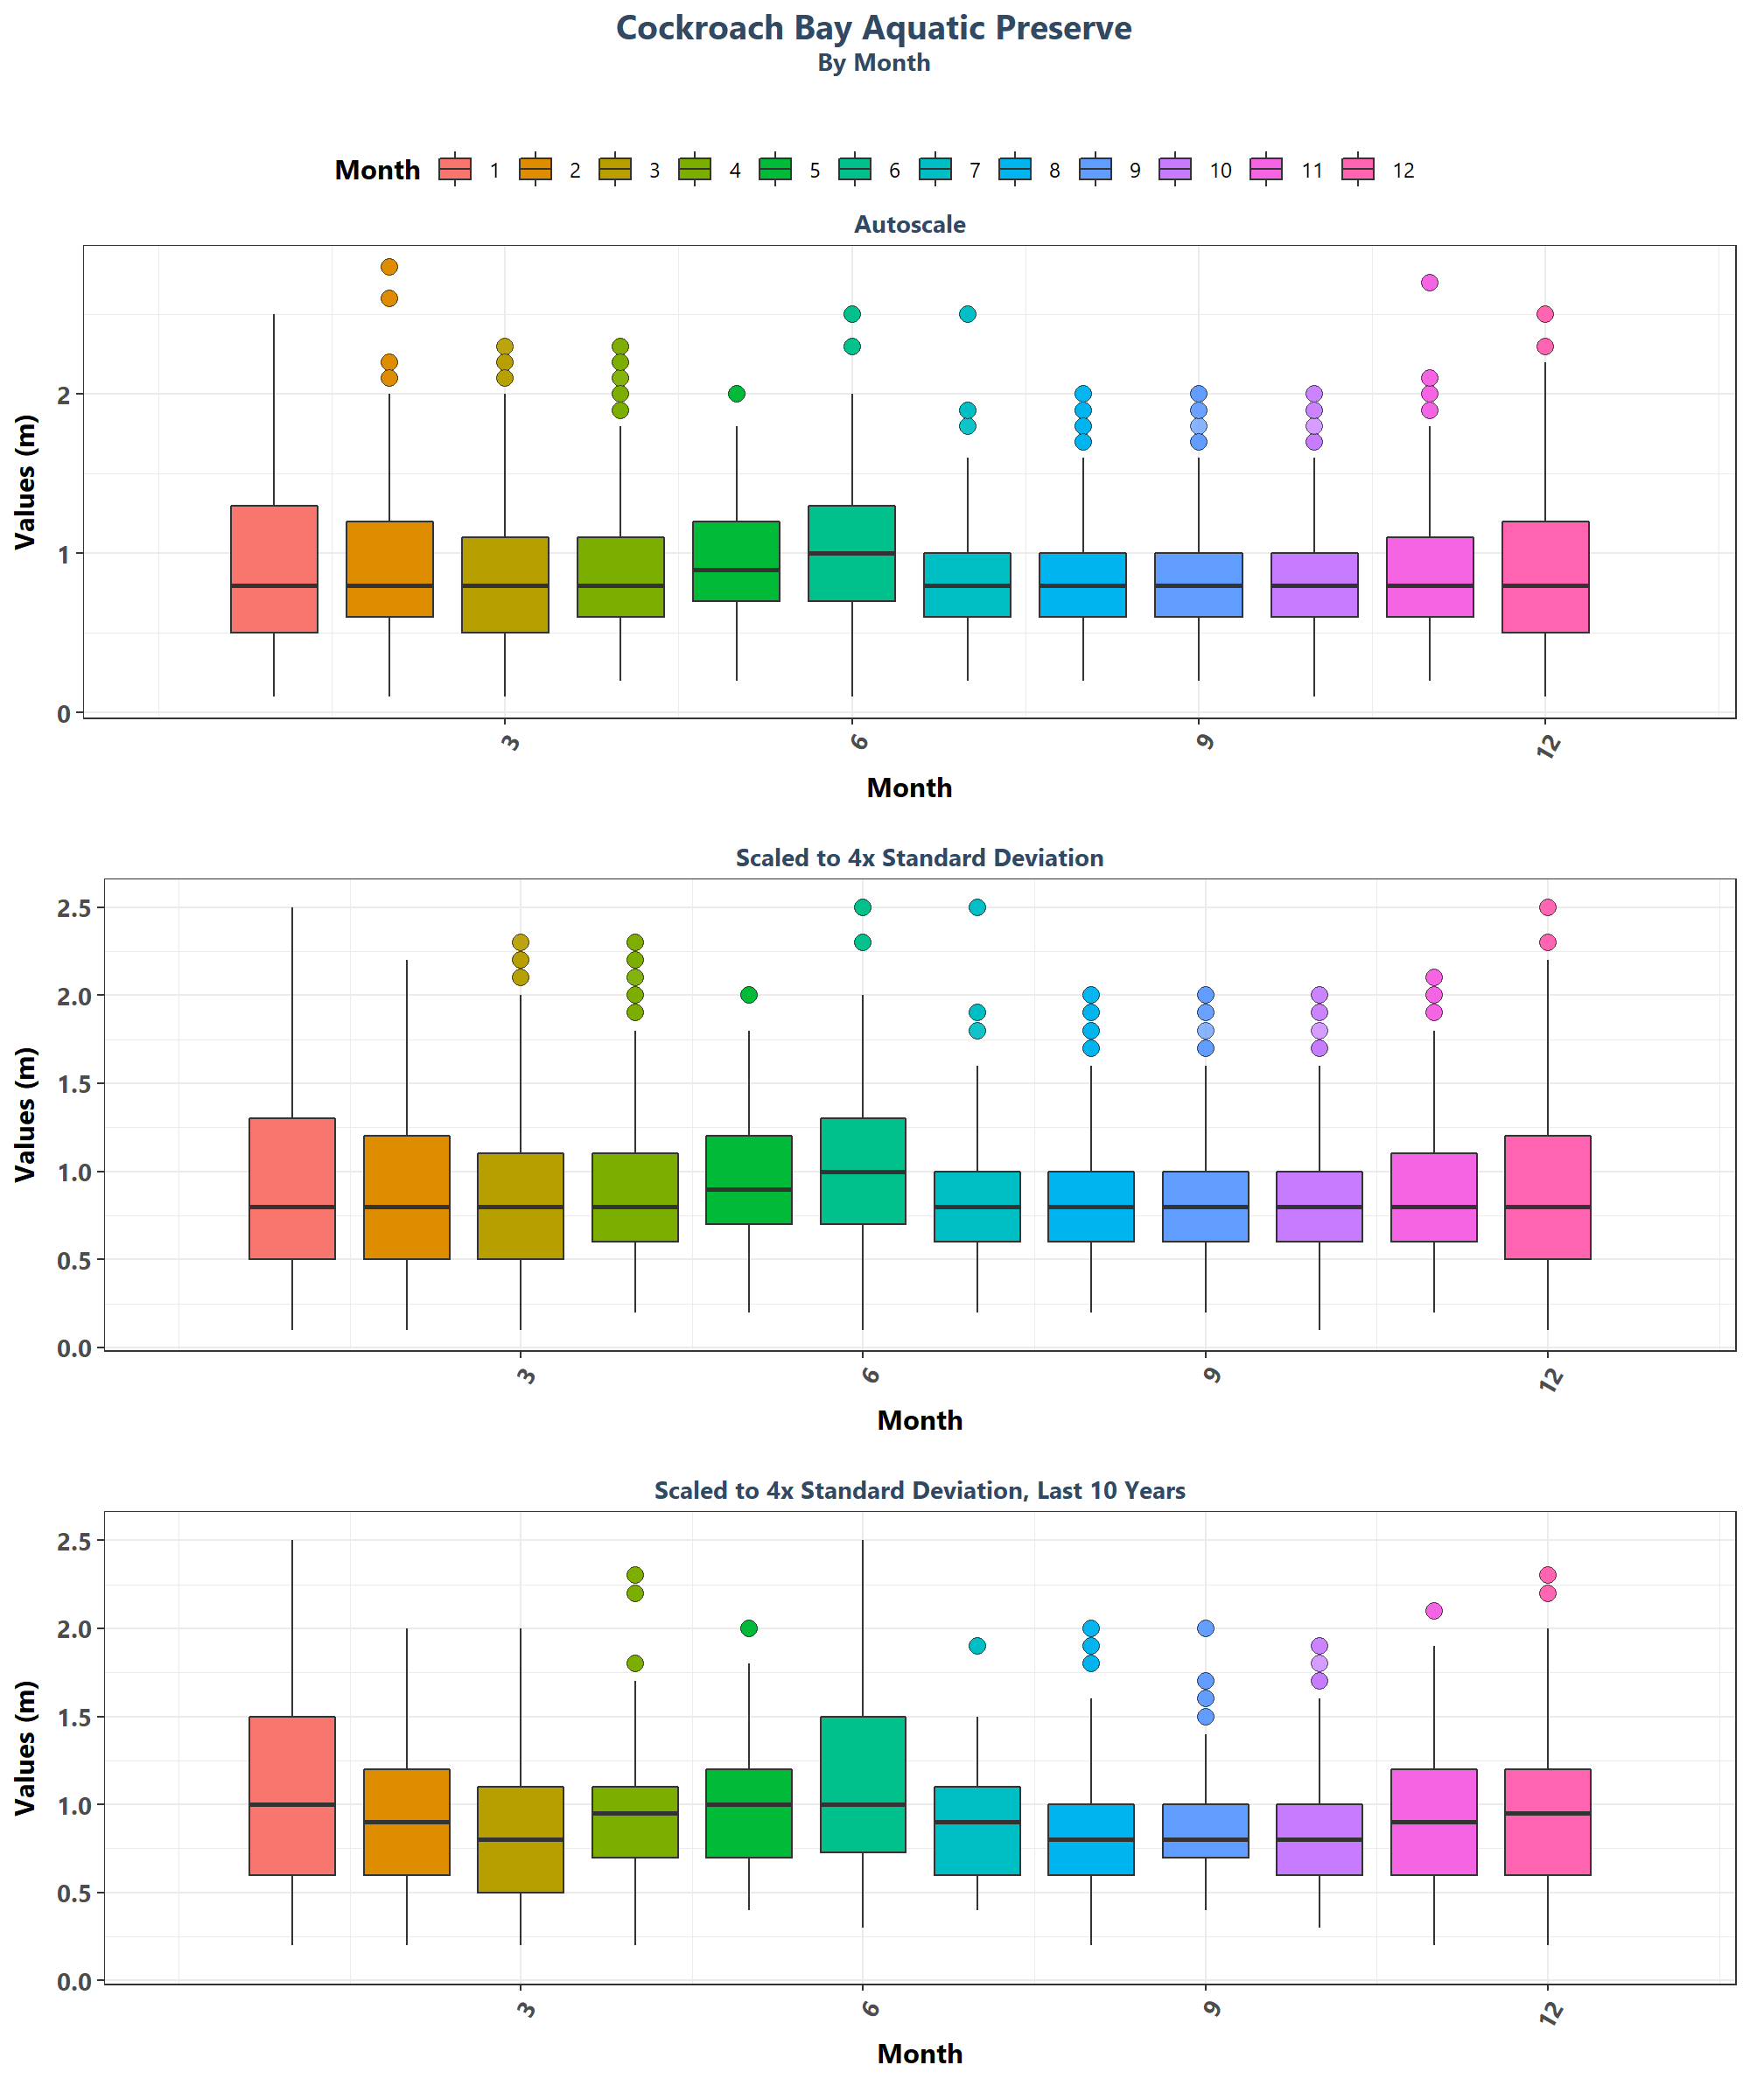 Cockroach Bay Aquatic Preserve
By Month
Month 1 2 3 4 5 6 7 8 9 10 11 12
Autoscale
Values (m)
2
1
0
3 6 9 12
Month
Scaled to 4x Standard Deviation
Values (m)
2.5
2.0
1.5
1.0
0.5
0.0
3 6 9 12
Month
Scaled to 4x Standard Deviation, Last 10 Years
Values (m)
2.5
2.0
1.5
1.0
0.5
0.0
3 6 9 12
Month